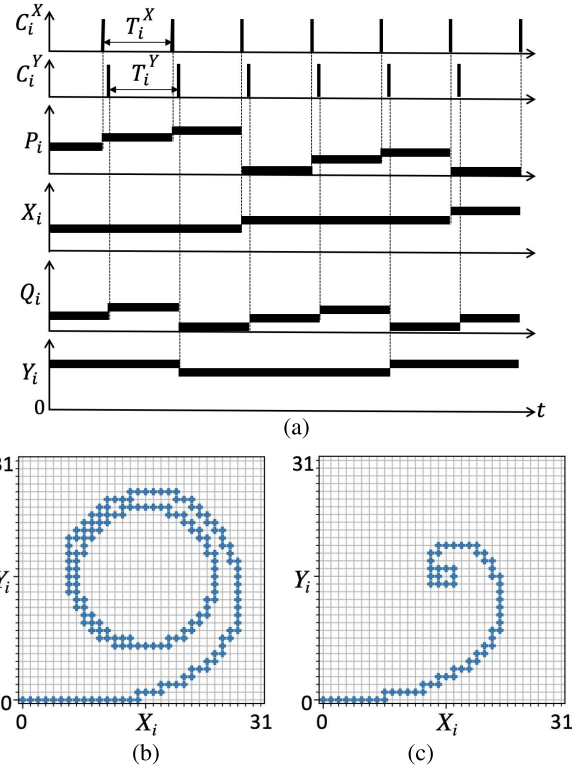 C_i^X
T_i^X
C_i^Y
T_i^Y
P_i
X_i
Q_i
Y_i
0
t
(a)
31
31
Y_i
Y_i
0
0
0
X_i
31
0
X_i
31
(b)
(c)